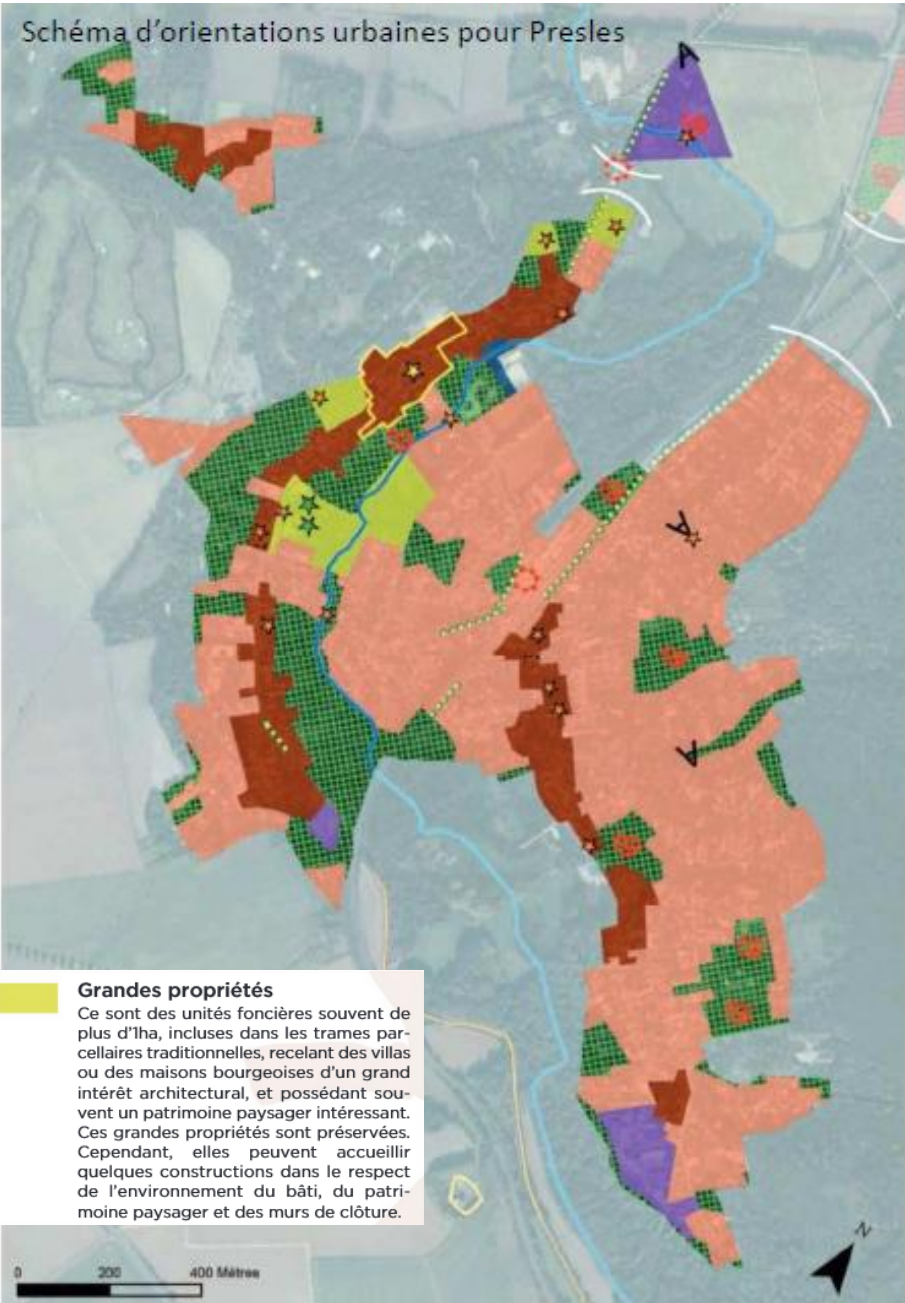 Schéma d’orientations urbaines pour Presles
Grandes propriétés
Ce sont des unités foncières souvent de
plus d’1ha, incluses dans les trames par-
cellaires traditionnelles, recelant des villas
ou des maisons bourgeoises d’un grand
intérêt architectural, et possédant sou-
vent un patrimoine paysager intéressant.
Ces grandes propriétés sont préservées.
Cependant, elles peuvent accueillir
quelques constructions dans le respect
de l’environnement du bâti, du patri-
moine paysager et des murs de clôture.
0 200 400 Mètres
N